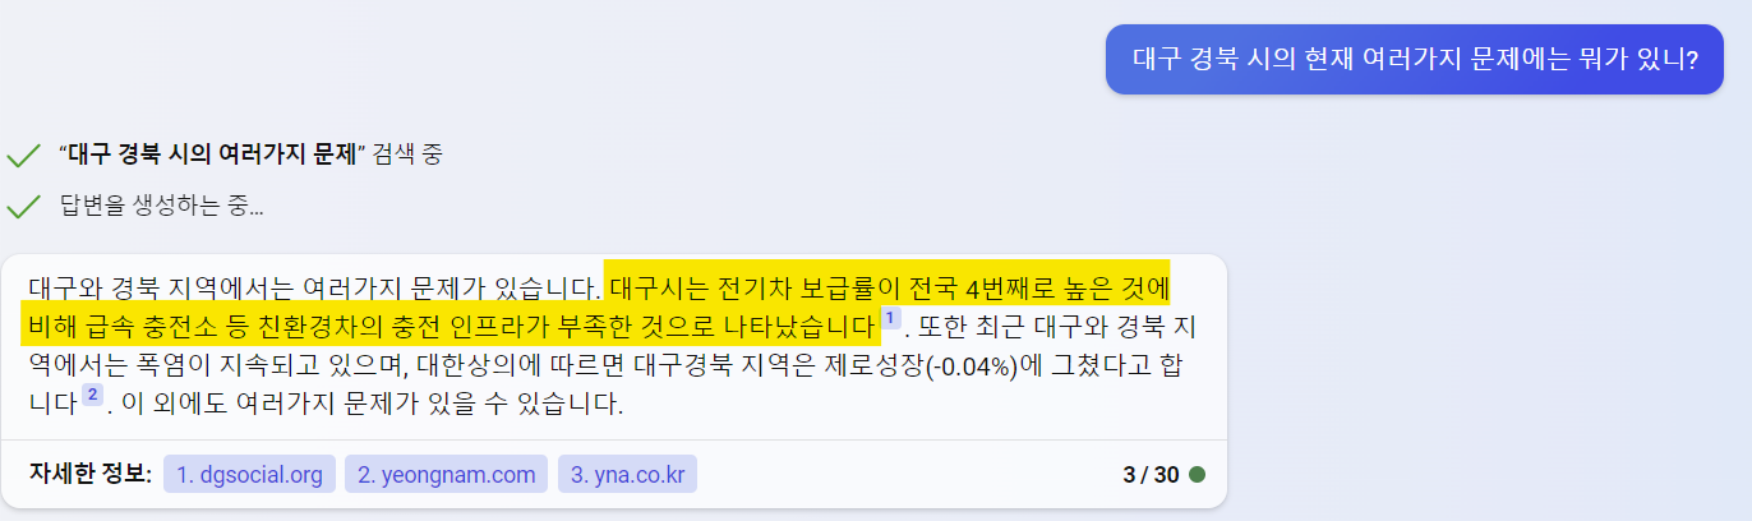 대구 경북 시의 현재 여러가지 문제에는 뭐가 있니?
“대구 경북 시의 여러가지 문제” 검색 중
답변을 생성하는 중...
대구와 경북 지역에서는 여러가지 문제가 있습니다. 대구시는 전기차 보급률이 전국 4번째로 높은 것에
비해 급속 충전소 등 친환경차의 충전 인프라가 부족한 것으로 나타났습니다 1 . 또한 최근 대구와 경북 지
역에서는 폭염이 지속되고 있으며, 대한상의에 따르면 대구경북 지역은 제로성장(-0.04%)에 그쳤다고 합
니다 2 . 이 외에도 여러가지 문제가 있을 수 있습니다.
자세한 정보: 1. dgsocial.org 2. yeongnam.com 3. yna.co.kr 3 / 30